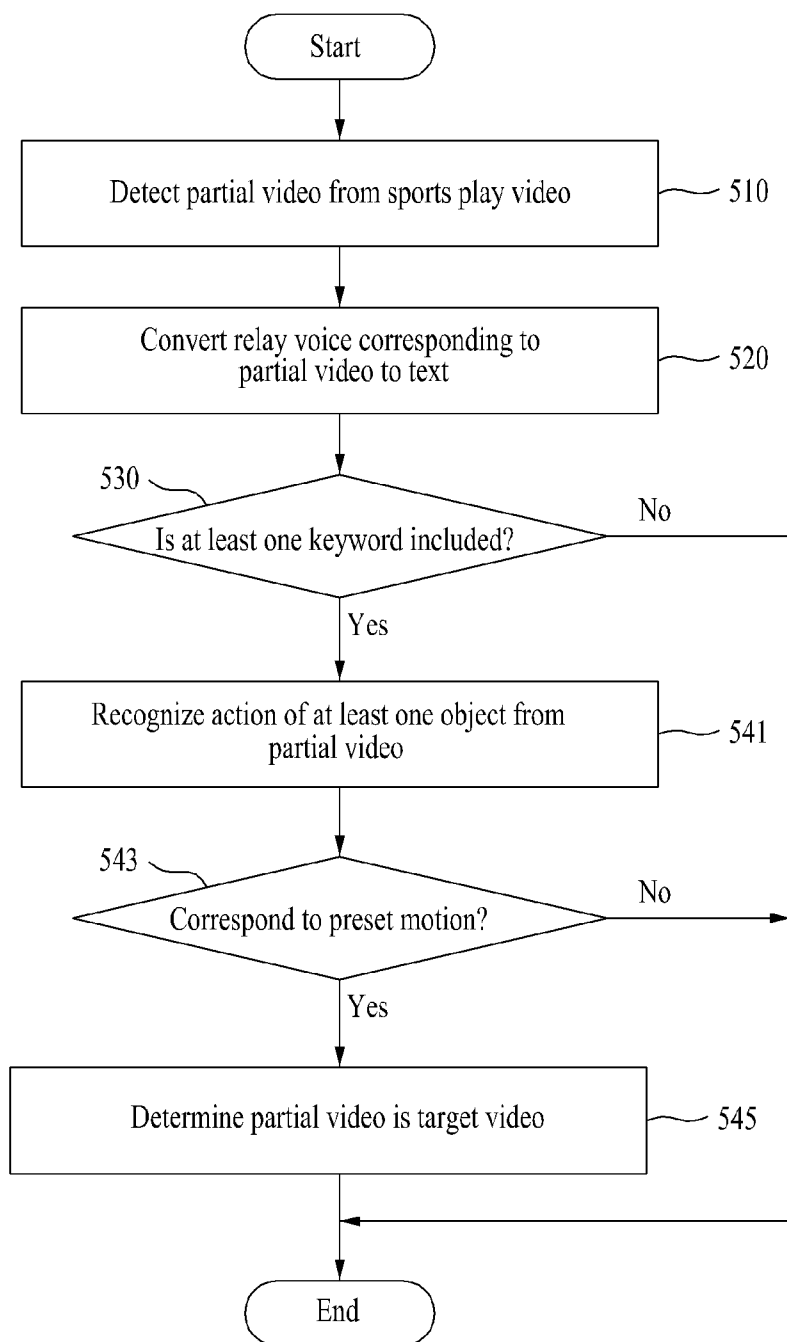 Start
Detect partial video from sports play video
510
Convert relay voice corresponding to
partial video to text
520
530
Is at least one keyword included?
No
Yes
Recognize action of at least one object from
partial video
541
543
Correspond to preset motion?
No
Yes
Determine partial video is target video
545
End